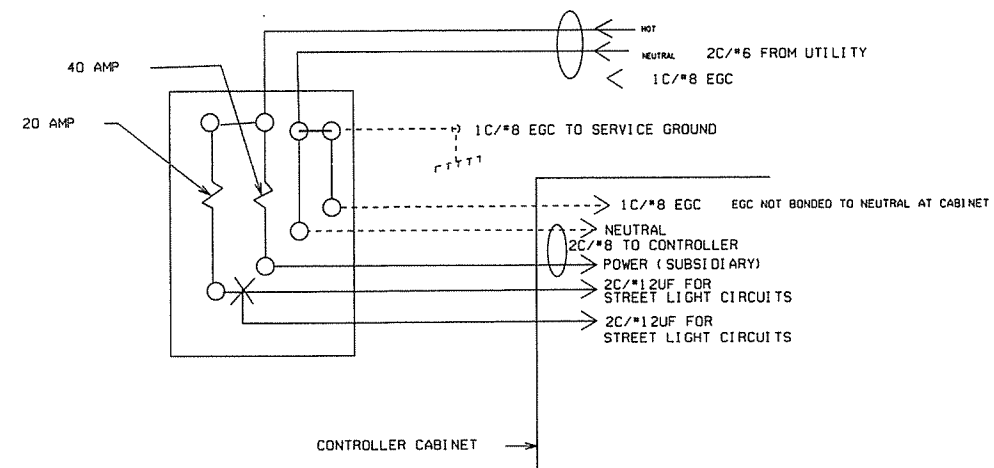 HOT
NEUTRAL 2C/#6 FROM UTILITY
1C/#8 EGC
40 AMP
20 AMP
1C/#8 EGC TO SERVICE GROUND
1C/#8 EGC EGC NOT BONDED TO NEUTRAL AT CABINET
NEUTRAL
2C/#8 TO CONTROLLER
POWER (SUBSIDIARY)
2C/#12UF FOR
STREET LIGHT CIRCUITS
2C/#12UF FOR
STREET LIGHT CIRCUITS
CONTROLLER CABINET